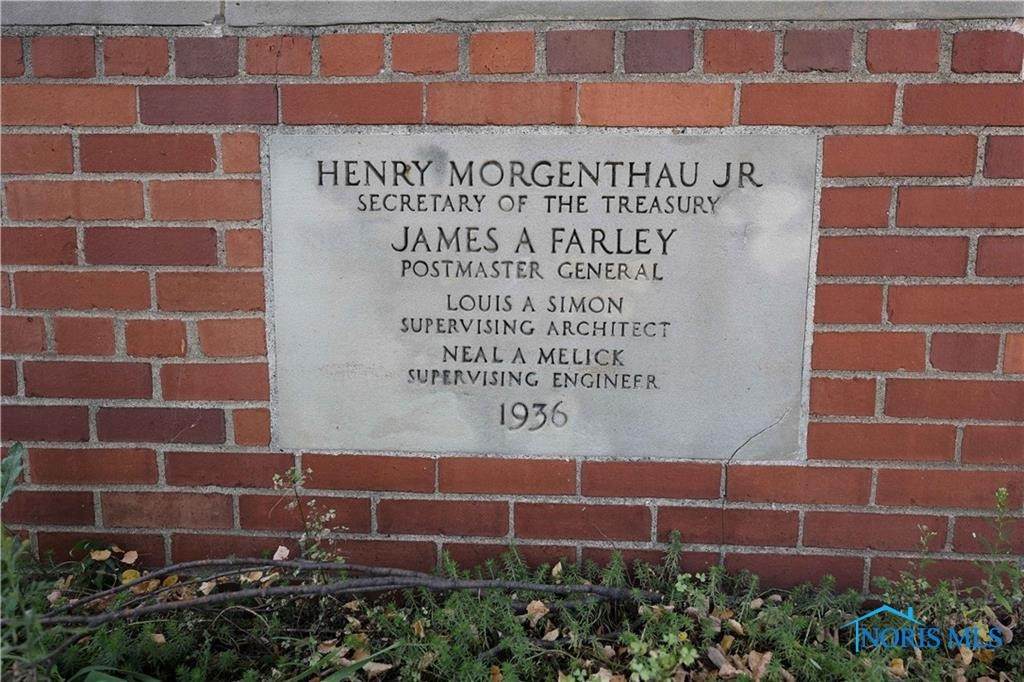 HENRY MORGENTHAU JR
SECRETARY OF THE TREASURY
JAMES A FARLEY
POSTMASTER GENERAL
LOUIS A SIMON
SUPERVISING ARCHITECT
NEAL A MELICK
SUPERVISING ENGINEER
1936
NORIS MLS